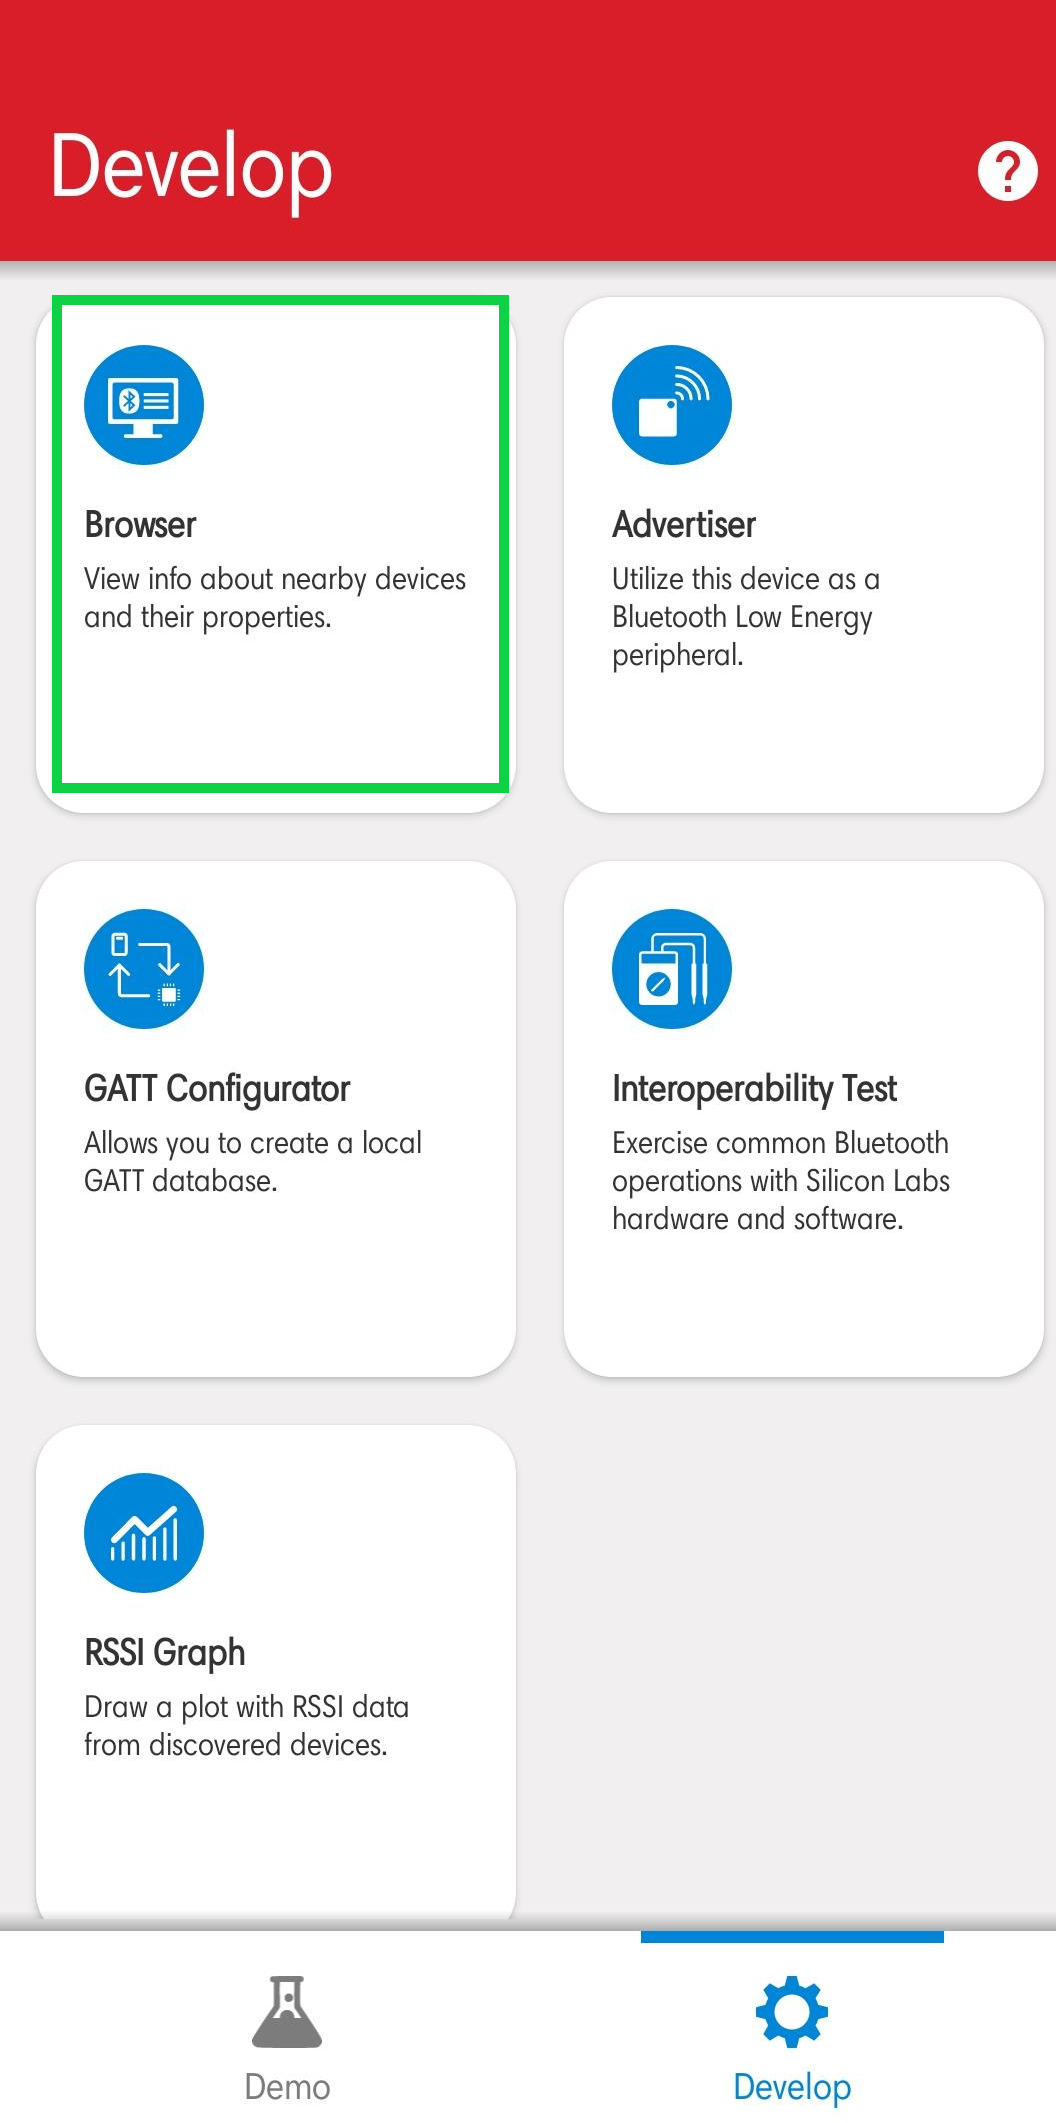 Develop
?
Browser
View info about nearby devices
and their properties.
Advertiser
Utilize this device as a
Bluetooth Low Energy
peripheral.
GATT Configurator
Allows you to create a local
GATT database.
Interoperability Test
Exercise common Bluetooth
operations with Silicon Labs
hardware and software.
RSSI Graph
Draw a plot with RSSI data
from discovered devices.
Demo
Develop